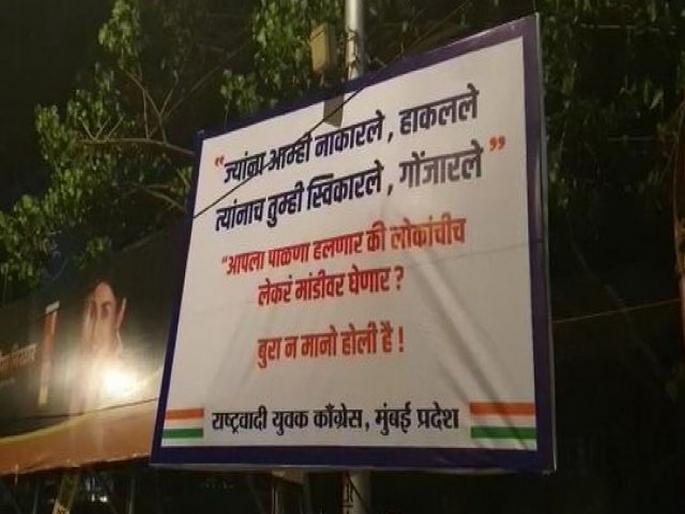 "ज्यांना आम्ही नाकारले, हाकलले
त्यांनाच तुम्ही स्विकारले, गोंजारले"
"आपला पाळणा हलणार की लोकांचीच
लेकरं मांडीवर घेणार ?
बुरा न मानो होली है !
राष्ट्रवादी युवक काँग्रेस, मुंबई प्रदेश